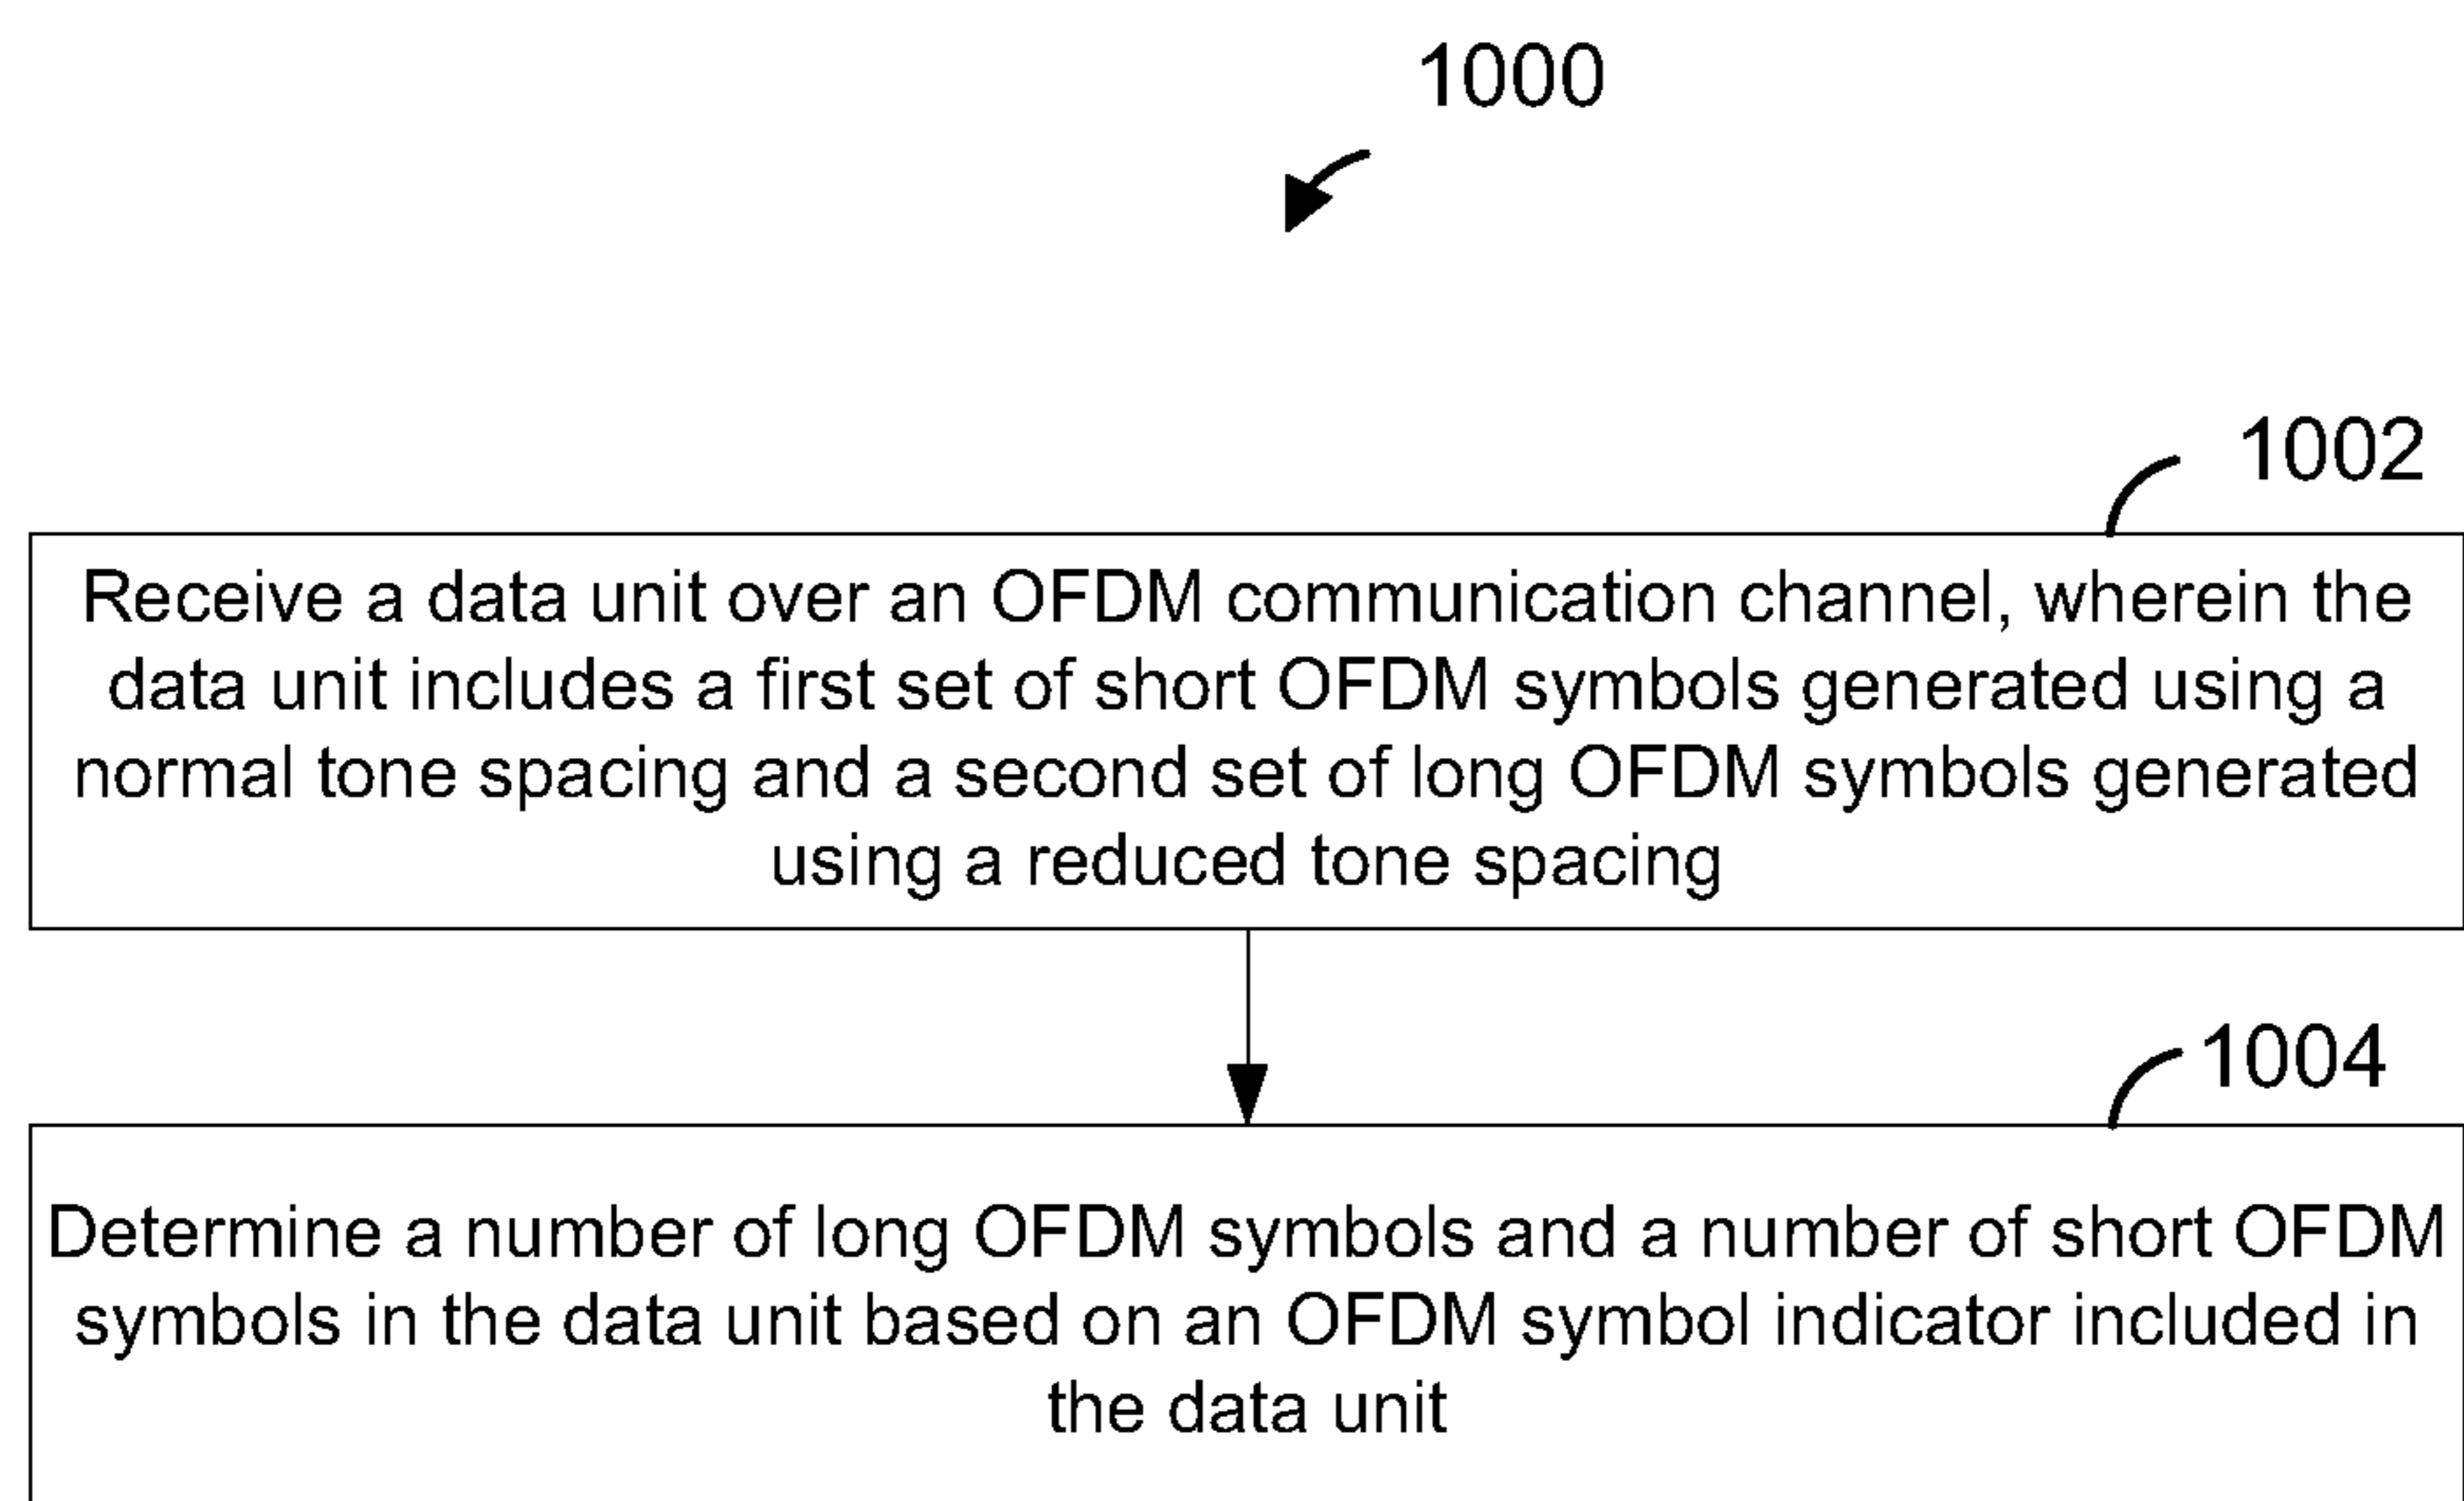 1000
1002
Receive a data unit over an OFDM communication channel, wherein the
data unit includes a first set of short OFDM symbols generated using a
normal tone spacing and a second set of long OFDM symbols generated
using a reduced tone spacing
1004
Determine a number of long OFDM symbols and a number of short OFDM
symbols in the data unit based on an OFDM symbol indicator included in
the data unit